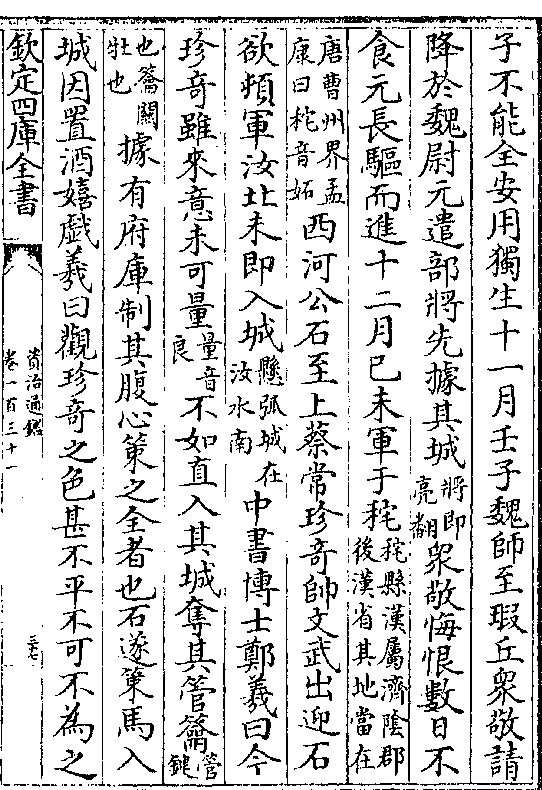 子不能全安用獨生十一月壬子魏師至瑕丘衆敬請
降於魏尉元遣部將先據其城將即亮翻衆敬悔恨數日不
食元長驅而進十二月己未軍于秺秺縣漢屬濟陰郡後漢省其地當在
唐曹州界孟康曰秺音妬西河公石至上蔡常珍奇帥文武出迎石
欲頓軍汝北未即入城懸弧城在汝水南中書博士鄭羲曰今
珍奇雖來意未可量量音良不如直入其城奪其管籥管鍵
也籥關牡也據有府庫制其腹心策之全者也石遂策馬入
城因置酒嬉戲羲曰觀珍奇之色甚不平不可不為之
欽定四庫全書
資治通鑑
卷一百三十一